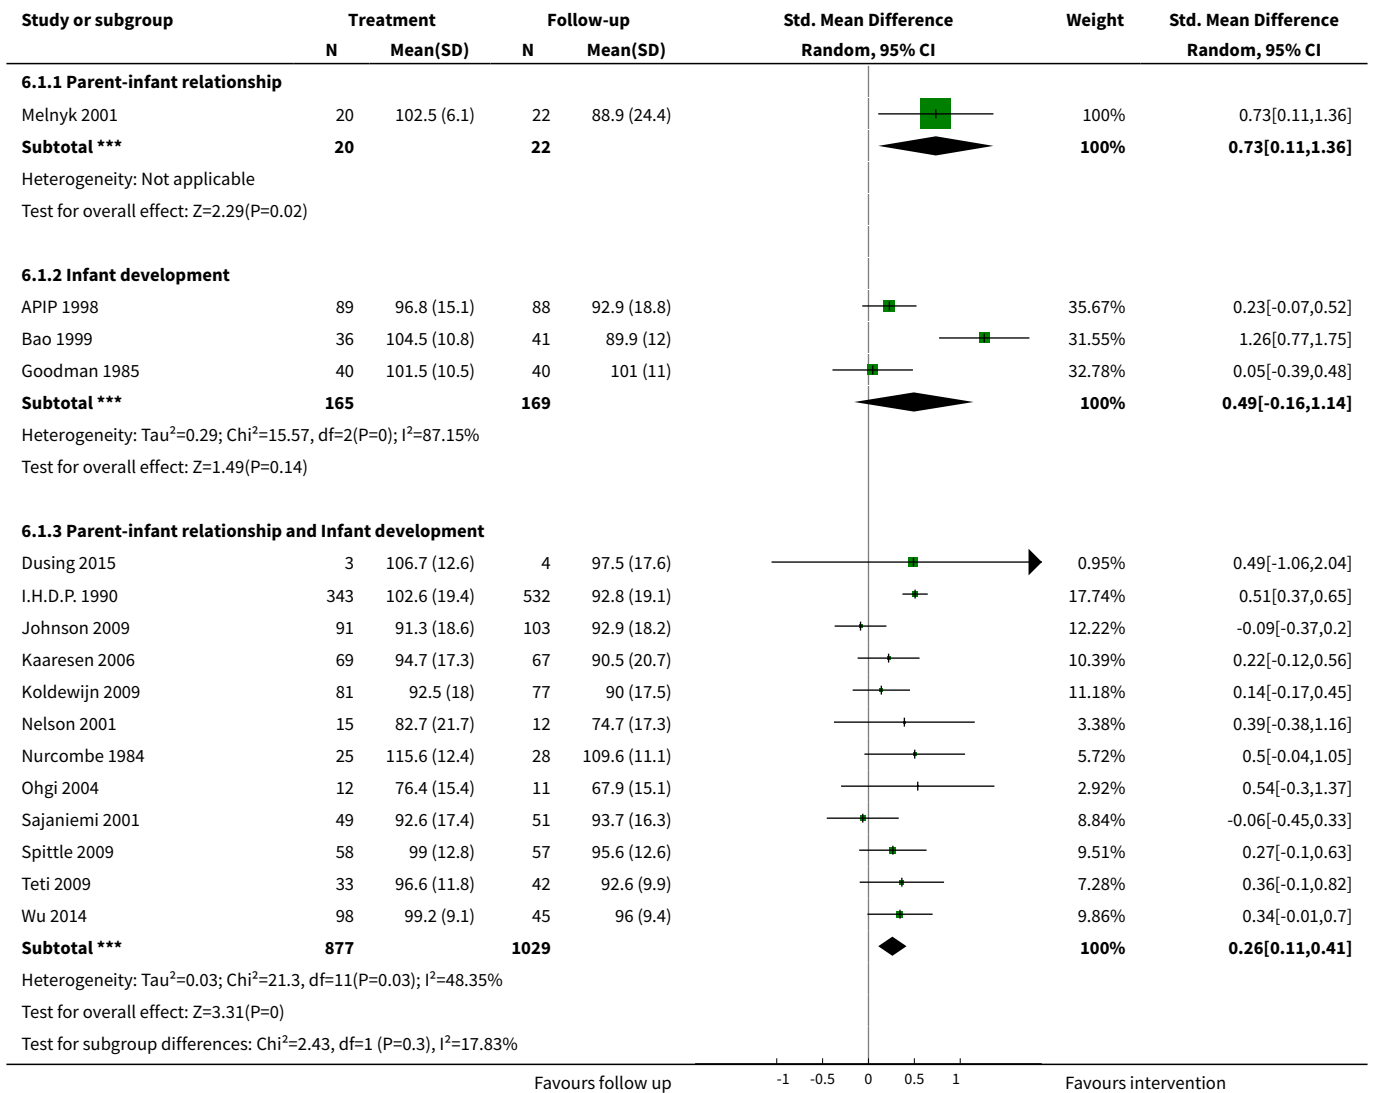 Study or subgroup Treatment Follow-up Std. Mean Difference Weight Std. Mean Difference
N Mean(SD) N Mean(SD) Random, 95% CI Random, 95% CI
6.1.1 Parent-infant relationship
Melnyk 2001 20 102.5 (6.1) 22 88.9 (24.4) 100% 0.73[0.11,1.36]
Subtotal *** 20 22 100% 0.73[0.11,1.36]
Heterogeneity: Not applicable
Test for overall effect: Z=2.29(P=0.02)
6.1.2 Infant development
APIP 1998 89 96.8 (15.1) 88 92.9 (18.8) 35.67% 0.23[-0.07,0.52]
Bao 1999 36 104.5 (10.8) 41 89.9 (12) 31.55% 1.26[0.77,1.75]
Goodman 1985 40 101.5 (10.5) 40 101 (11) 32.78% 0.05[-0.39,0.48]
Subtotal *** 165 169 100% 0.49[-0.16,1.14]
Heterogeneity: Tau²=0.29; Chi²=15.57, df=2(P=0); I²=87.15%
Test for overall effect: Z=1.49(P=0.14)
6.1.3 Parent-infant relationship and Infant development
Dusing 2015 3 106.7 (12.6) 4 97.5 (17.6) 0.95% 0.49[-1.06,2.04]
I.H.D.P. 1990 343 102.6 (19.4) 532 92.8 (19.1) 17.74% 0.51[0.37,0.65]
Johnson 2009 91 91.3 (18.6) 103 92.9 (18.2) 12.22% -0.09[-0.37,0.2]
Kaaresen 2006 69 94.7 (17.3) 67 90.5 (20.7) 10.39% 0.22[-0.12,0.56]
Koldewijn 2009 81 92.5 (18) 77 90 (17.5) 11.18% 0.14[-0.17,0.45]
Nelson 2001 15 82.7 (21.7) 12 74.7 (17.3) 3.38% 0.39[-0.38,1.16]
Nurcombe 1984 25 115.6 (12.4) 28 109.6 (11.1) 5.72% 0.5[-0.04,1.05]
Ohgi 2004 12 76.4 (15.4) 11 67.9 (15.1) 2.92% 0.54[-0.3,1.37]
Sajaniemi 2001 49 92.6 (17.4) 51 93.7 (16.3) 8.84% -0.06[-0.45,0.33]
Spittle 2009 58 99 (12.8) 57 95.6 (12.6) 9.51% 0.27[-0.1,0.63]
Teti 2009 33 96.6 (11.8) 42 92.6 (9.9) 7.28% 0.36[-0.1,0.82]
Wu 2014 98 99.2 (9.1) 45 96 (9.4) 9.86% 0.34[-0.01,0.7]
Subtotal *** 877 1029 100% 0.26[0.11,0.41]
Heterogeneity: Tau²=0.03; Chi²=21.3, df=11(P=0.03); I²=48.35%
Test for overall effect: Z=3.31(P=0)
Test for subgroup differences: Chi²=2.43, df=1 (P=0.3), I²=17.83%
Favours follow up -1 -0.5 0 0.5 1 Favours intervention